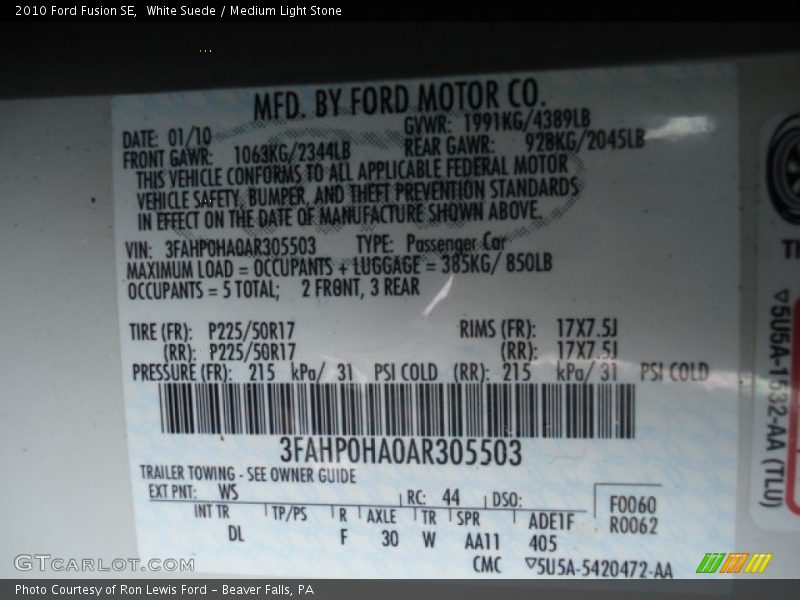 2010 Ford Fusion SE, White Suede / Medium Light Stone
MFD. BY FORD MOTOR CO.
DATE: 01/10 GVWR: 1991KG/4389LB
FRONT GAWR: 1063KG/2344LB REAR GAWR: 928KG/2045LB
THIS VEHICLE CONFORMS TO ALL APPLICABLE FEDERAL MOTOR
VEHICLE SAFETY, BUMPER, AND THEFT PREVENTION STANDARDS
IN EFFECT ON THE DATE OF MANUFACTURE SHOWN ABOVE.
VIN: 3FAHP0HA0AR305503 TYPE: Passenger Car
MAXIMUM LOAD = OCCUPANTS + LUGGAGE = 385KG/ 850LB
OCCUPANTS = 5 TOTAL; 2 FRONT, 3 REAR
TIRE (FR): P225/50R17 RIMS (FR): 17X7.5J
(RR): P225/50R17 (RR): 17X7.5J
PRESSURE (FR): 215 kPa/ 31 PSI COLD (RR): 215 kPa/ 31 PSI COLD
3FAHP0HA0AR305503
TRAILER TOWING - SEE OWNER GUIDE
EXT PNT: WS RC: 44 DSO: F0060
INT TR TP/PS R AXLE TR SPR ADE1F R0062
DL F 30 W AA11 405
CMC ▽5U5A-5420472-AA
TI
▽5U5A-1532-AA (TLU)
GTCARLOT.COM
Photo Courtesy of Ron Lewis Ford - Beaver Falls, PA